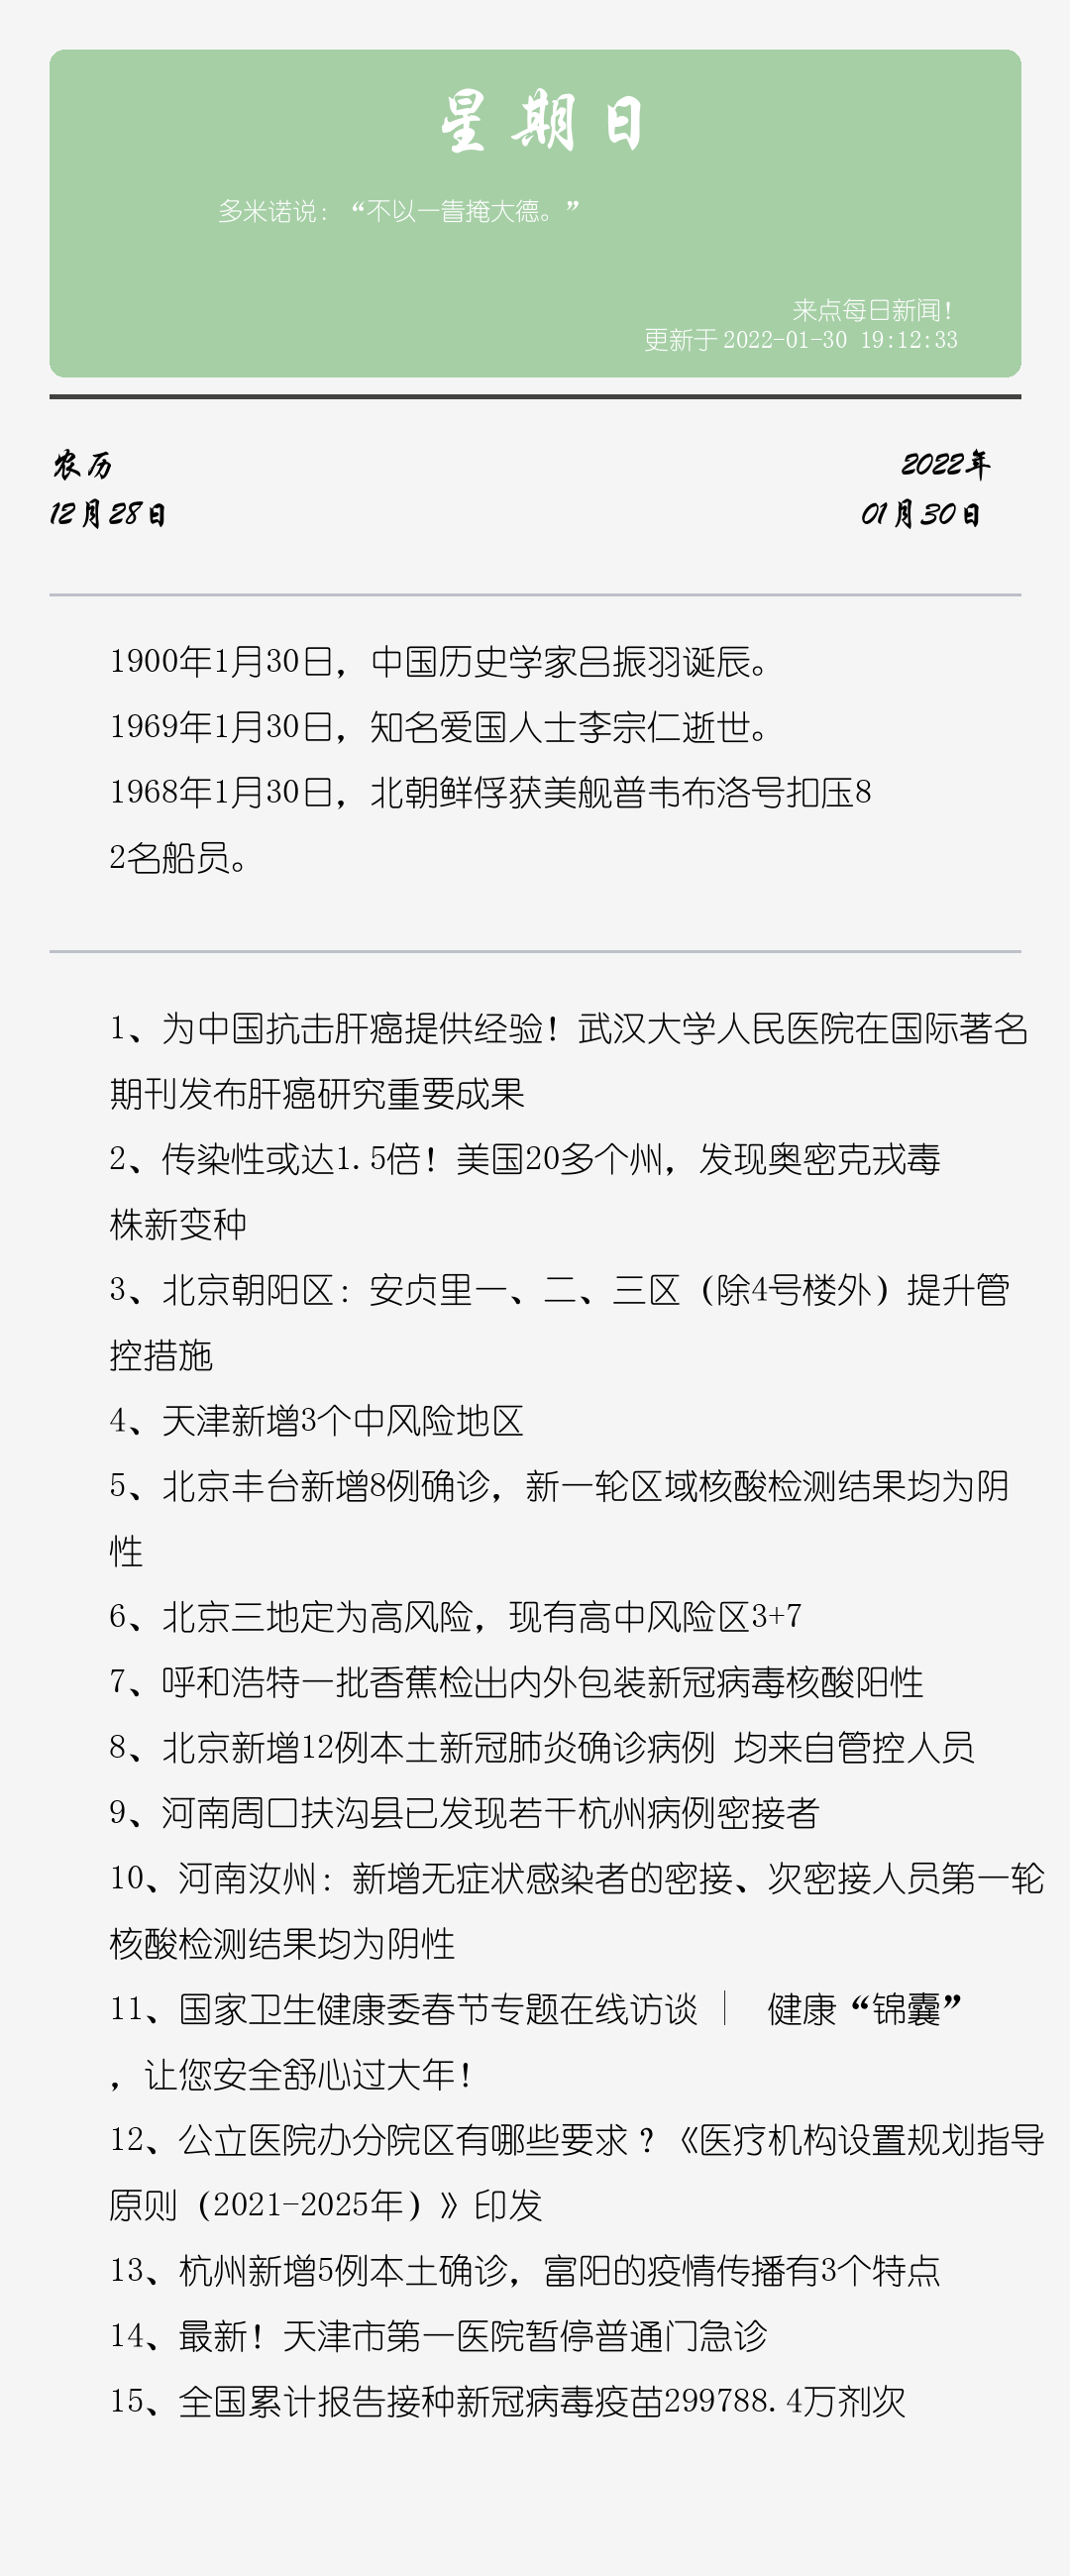 星期日
多米诺说：“不以一眚掩大德。”
来点每日新闻！
更新于 2022-01-30 19:12:33
农历
2022年
12月28日
01月30日
1900年1月30日，中国历史学家吕振羽诞辰。
1969年1月30日，知名爱国人士李宗仁逝世。
1968年1月30日，北朝鲜俘获美舰普韦布洛号扣压8
2名船员。
1、为中国抗击肝癌提供经验！武汉大学人民医院在国际著名
期刊发布肝癌研究重要成果
2、传染性或达1.5倍！美国20多个州，发现奥密克戎毒
株新变种
3、北京朝阳区：安贞里一、二、三区（除4号楼外）提升管
控措施
4、天津新增3个中风险地区
5、北京丰台新增8例确诊，新一轮区域核酸检测结果均为阴
性
6、北京三地定为高风险，现有高中风险区3+7
7、呼和浩特一批香蕉检出内外包装新冠病毒核酸阳性
8、北京新增12例本土新冠肺炎确诊病例 均来自管控人员
9、河南周口扶沟县已发现若干杭州病例密接者
10、河南汝州：新增无症状感染者的密接、次密接人员第一轮
核酸检测结果均为阴性
11、国家卫生健康委春节专题在线访谈 ｜ 健康“锦囊”
，让您安全舒心过大年！
12、公立医院办分院区有哪些要求？《医疗机构设置规划指导
原则（2021-2025年）》印发
13、杭州新增5例本土确诊，富阳的疫情传播有3个特点
14、最新！天津市第一医院暂停普通门急诊
15、全国累计报告接种新冠病毒疫苗299788.4万剂次